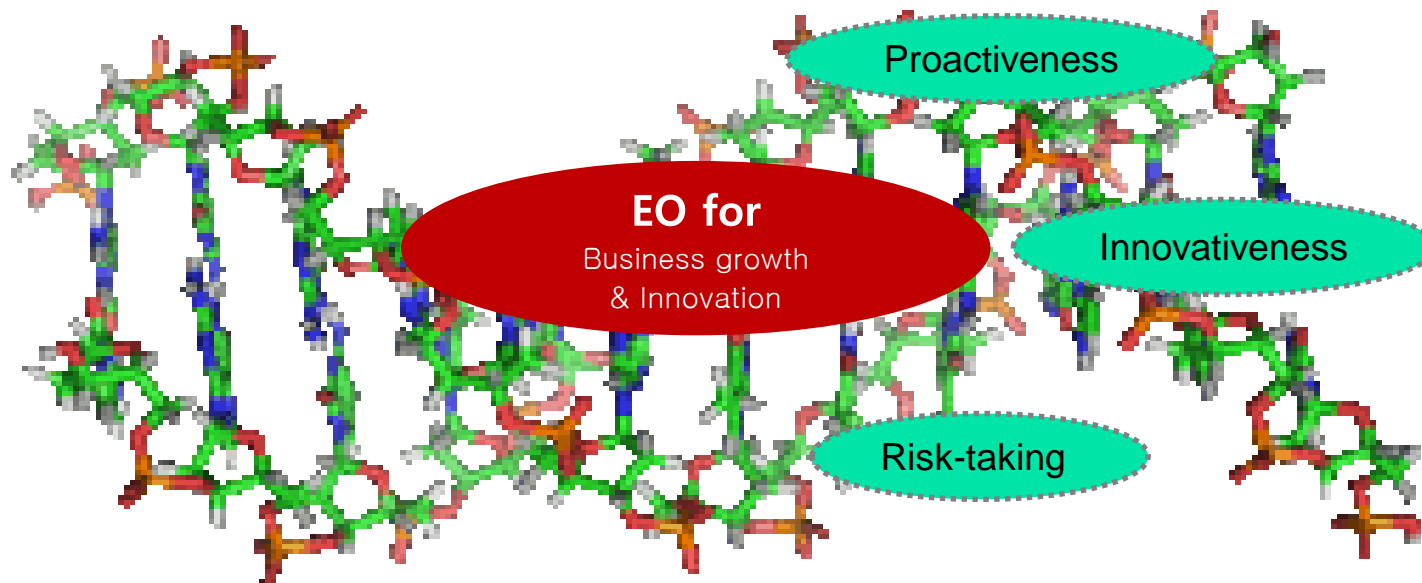 Proactiveness
EO for
Business growth
& Innovation
Innovativeness
Risk-taking